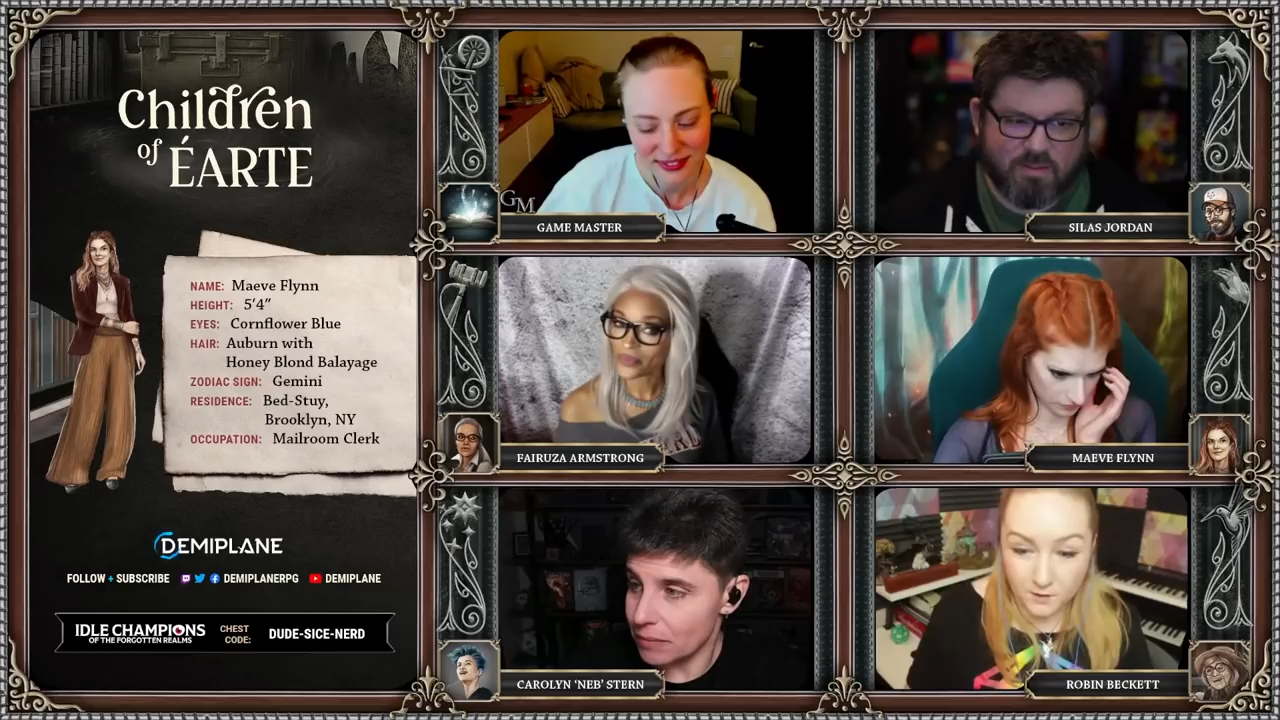 Children
of ÉARTE
NAME: Maeve Flynn
HEIGHT: 5'4"
EYES: Cornflower Blue
HAIR: Auburn with
Honey Blond Balayage
ZODIAC SIGN: Gemini
RESIDENCE: Bed-Stuy,
Brooklyn, NY
OCCUPATION: Mailroom Clerk
DEMIPLANE
FOLLOW + SUBSCRIBE DEMIPLANERPG DEMIPLANE
IDLE CHAMPIONS
OF THE FORGOTTEN REALMS
CHEST
CODE:
DUDE-SICE-NERD
GM
GAME MASTER
SILAS JORDAN
FAIRUZA ARMSTRONG
MAEVE FLYNN
CAROLYN 'NEB' STERN
ROBIN BECKETT